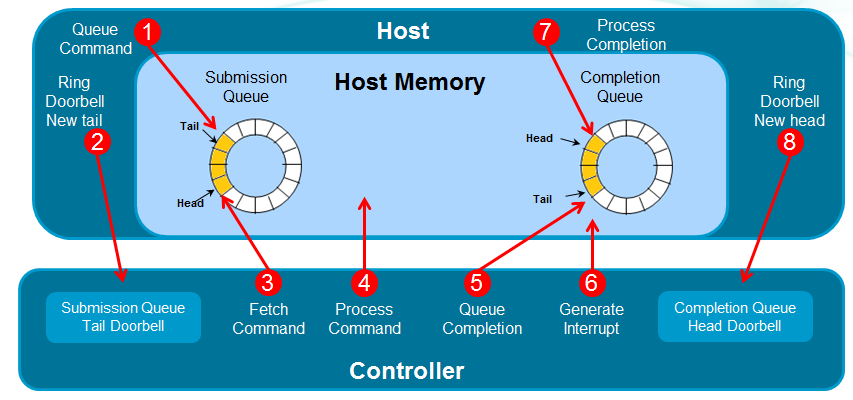 Host
Queue
Command
1
7
Process
Completion
Ring
Doorbell
New tail
2
Host Memory
Submission
Queue
Tail
Head
Completion
Queue
Head
Tail
Ring
Doorbell
New head
8
3
Fetch
Command
4
Process
Command
5
Queue
Completion
6
Generate
Interrupt
Submission Queue
Tail Doorbell
Completion Queue
Head Doorbell
Controller